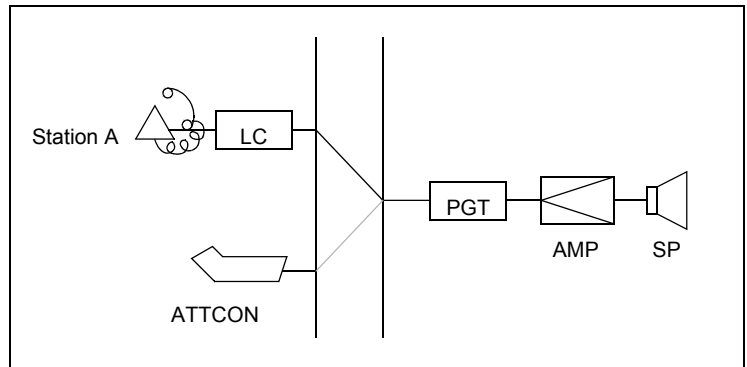 Station A
LC
PGT
AMP
SP
ATTCON